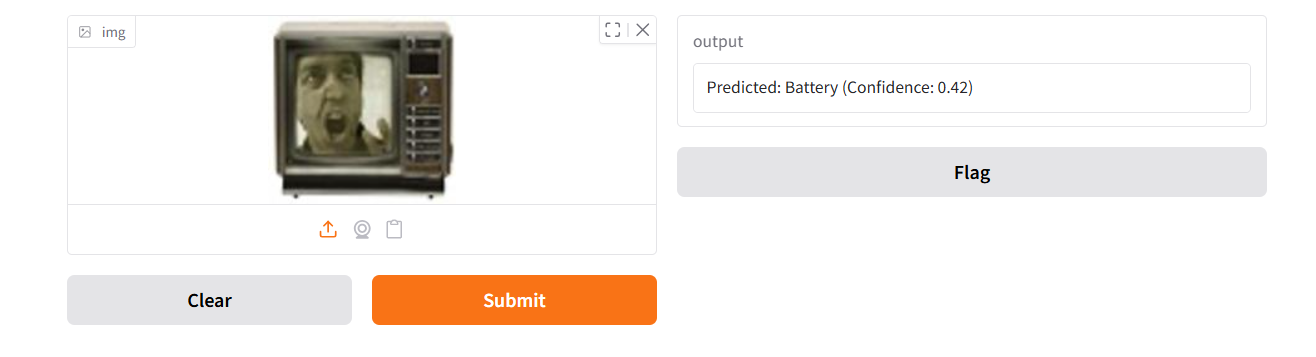 img
output
Predicted: Battery (Confidence: 0.42)
Flag
Clear
Submit